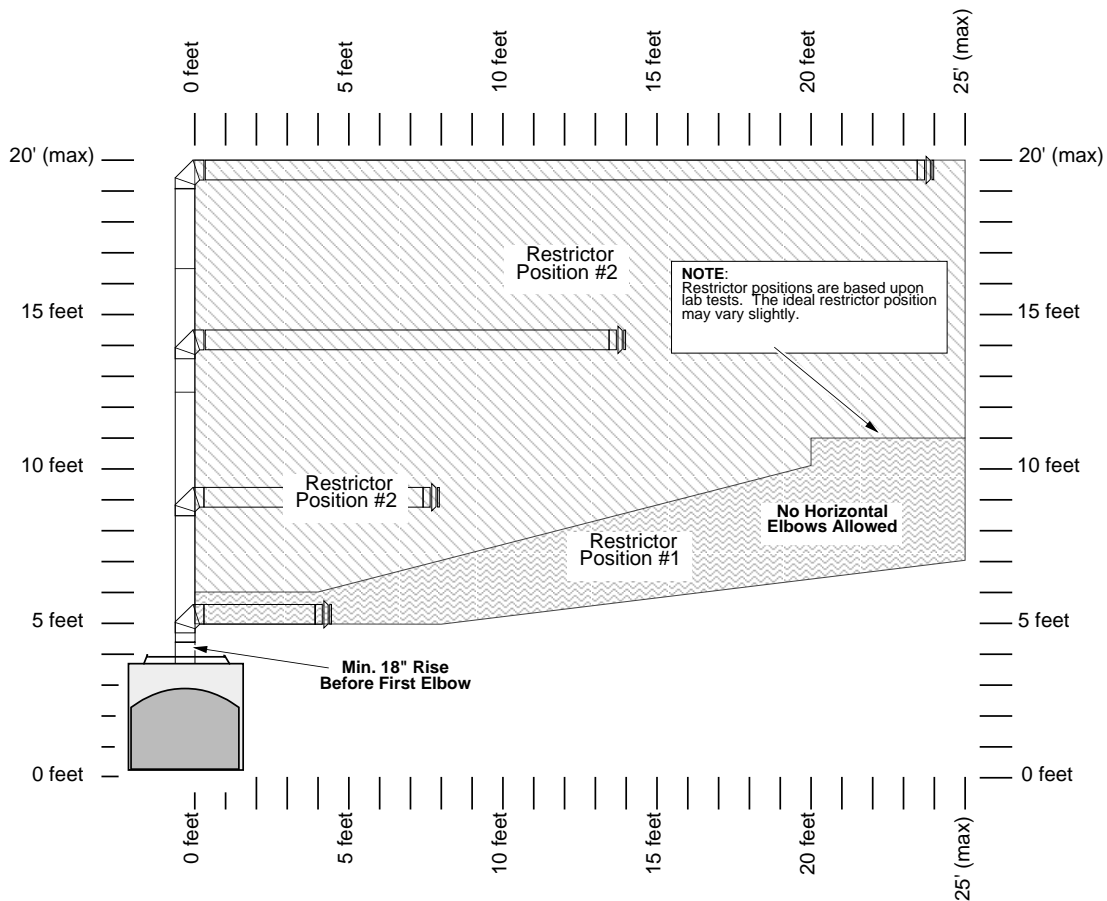 0 feet
5 feet
10 feet
15 feet
20 feet
25' (max)
20' (max)
20' (max)
Restrictor
Position #2
NOTE:
Restrictor positions are based upon
lab tests.  The ideal restrictor position
may vary slightly.
15 feet
15 feet
10 feet
10 feet
Restrictor
Position #2
No Horizontal
Elbows Allowed
Restrictor
Position #1
5 feet
5 feet
Min. 18" Rise
Before First Elbow
0 feet
0 feet
0 feet
5 feet
10 feet
15 feet
20 feet
25' (max)